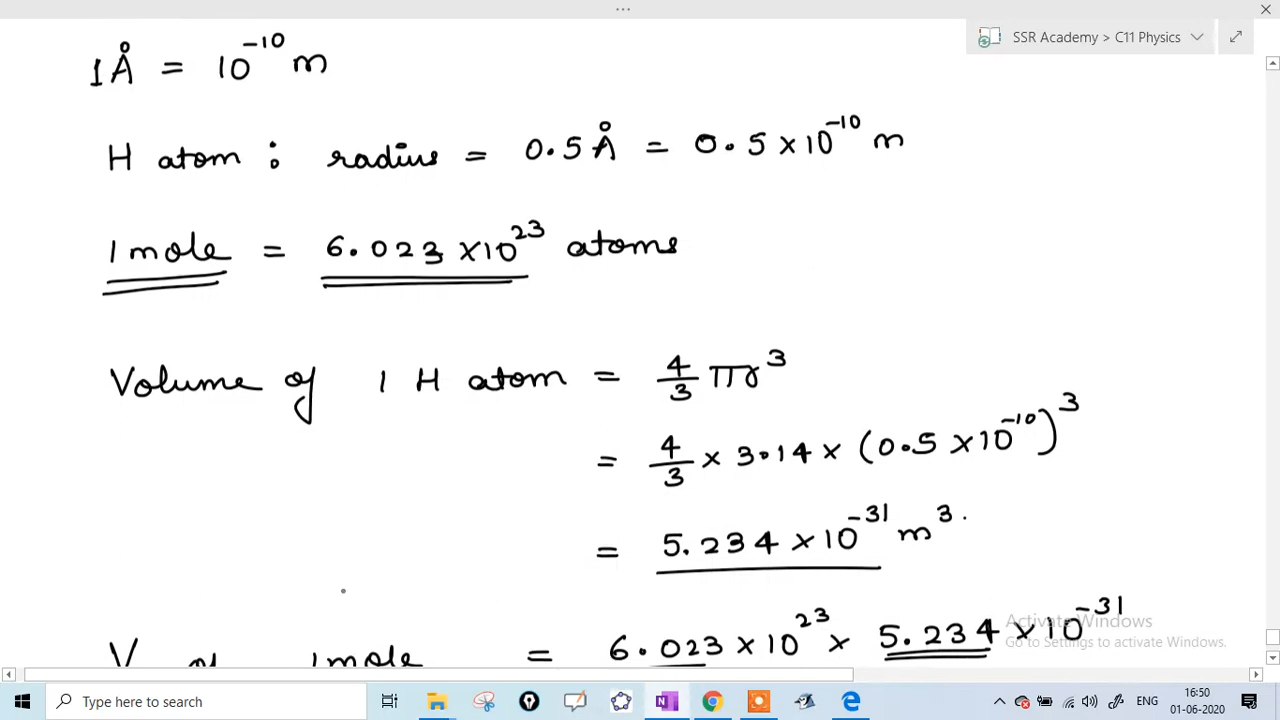 SSR Academy > C11 Physics
1Å = 10⁻¹⁰ m
H atom : radius = 0.5 Å = 0.5 × 10⁻¹⁰ m
1 mole = 6.023 × 10²³ atoms
Volume of 1 H atom = 4/3 πr³
= 4/3 × 3.14 × (0.5 × 10⁻¹⁰)³
= 5.234 × 10⁻³¹ m³.
V of 1 mole = 6.023 × 10²³ × 5.234 × 10⁻³¹
Activate Windows
Go to Settings to activate Windows.
Type here to search
ENG
16:50
01-06-2020